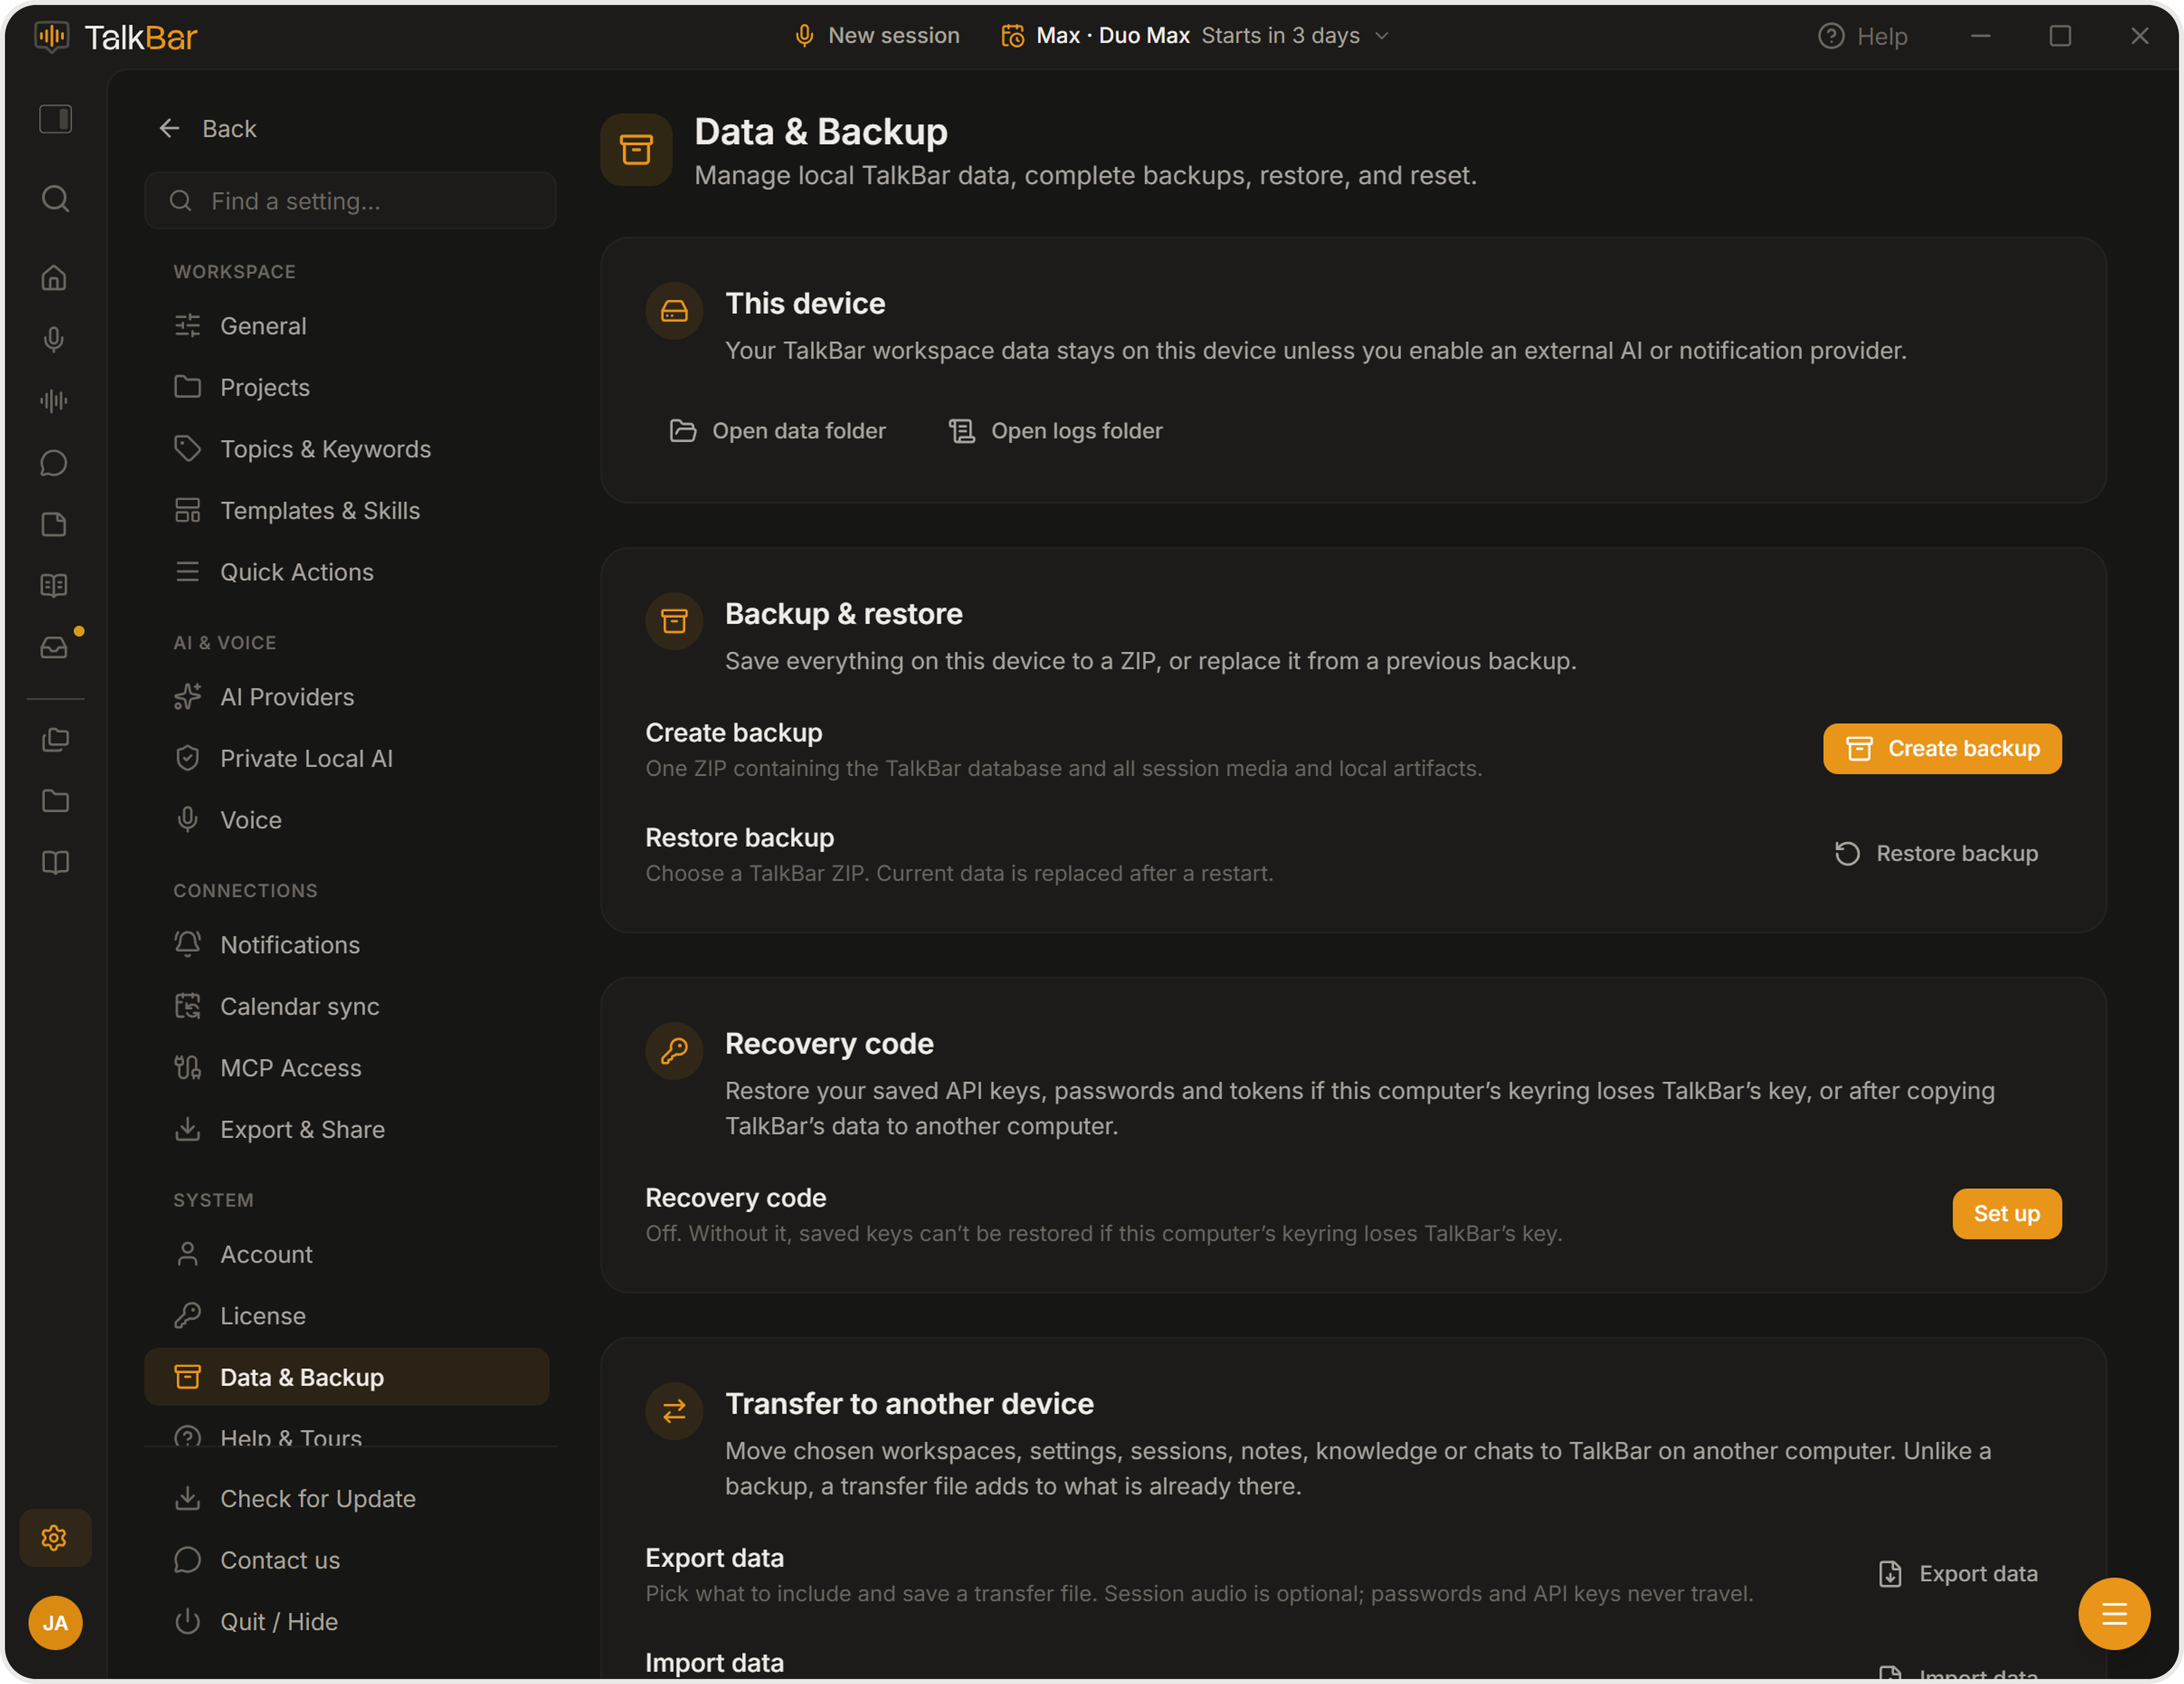 TalkBar
New session
Max · Duo Max Starts in 3 days
Help
Back
Find a setting...
WORKSPACE
General
Projects
Topics & Keywords
Templates & Skills
Quick Actions
AI & VOICE
AI Providers
Private Local AI
Voice
CONNECTIONS
Notifications
Calendar sync
MCP Access
Export & Share
SYSTEM
Account
License
Data & Backup
Help & Tours
Check for Update
Contact us
Quit / Hide
JA
Data & Backup
Manage local TalkBar data, complete backups, restore, and reset.
This device
Your TalkBar workspace data stays on this device unless you enable an external AI or notification provider.
Open data folder
Open logs folder
Backup & restore
Save everything on this device to a ZIP, or replace it from a previous backup.
Create backup
One ZIP containing the TalkBar database and all session media and local artifacts.
Create backup
Restore backup
Choose a TalkBar ZIP. Current data is replaced after a restart.
Restore backup
Recovery code
Restore your saved API keys, passwords and tokens if this computer’s keyring loses TalkBar’s key, or after copying
TalkBar’s data to another computer.
Recovery code
Off. Without it, saved keys can’t be restored if this computer’s keyring loses TalkBar’s key.
Set up
Transfer to another device
Move chosen workspaces, settings, sessions, notes, knowledge or chats to TalkBar on another computer. Unlike a
backup, a transfer file adds to what is already there.
Export data
Pick what to include and save a transfer file. Session audio is optional; passwords and API keys never travel.
Export data
Import data
Import data